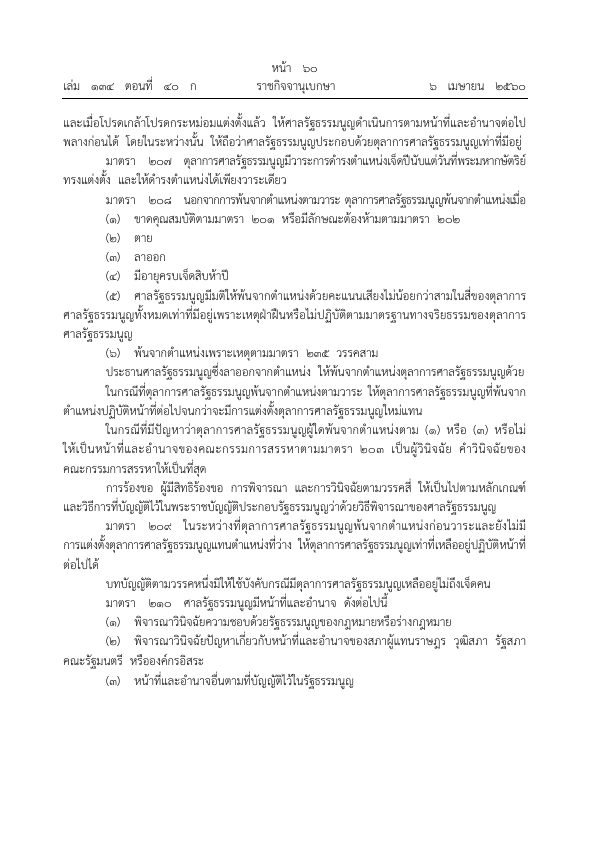 หน้า ๖๐
เล่ม ๑๓๔ ตอนที่ ๔๐ ก ราชกิจจานุเบกษา ๖ เมษายน ๒๕๖๐
และเมื่อโปรดเกล้าโปรดกระหม่อมแต่งตั้งแล้ว ให้ศาลรัฐธรรมนูญดำเนินการตามหน้าที่และอำนาจต่อไป
พลางก่อนได้ โดยในระหว่างนั้น ให้ถือว่าศาลรัฐธรรมนูญประกอบด้วยตุลาการศาลรัฐธรรมนูญเท่าที่มีอยู่
มาตรา ๒๐๗ ตุลาการศาลรัฐธรรมนูญมีวาระการดำรงตำแหน่งเจ็ดปีนับแต่วันที่พระมหากษัตริย์
ทรงแต่งตั้ง และให้ดำรงตำแหน่งได้เพียงวาระเดียว
มาตรา ๒๐๘ นอกจากการพ้นจากตำแหน่งตามวาระ ตุลาการศาลรัฐธรรมนูญพ้นจากตำแหน่งเมื่อ
(๑) ขาดคุณสมบัติตามมาตรา ๒๐๑ หรือมีลักษณะต้องห้ามตามมาตรา ๒๐๒
(๒) ตาย
(๓) ลาออก
(๔) มีอายุครบเจ็ดสิบห้าปี
(๕) ศาลรัฐธรรมนูญมีมติให้พ้นจากตำแหน่งด้วยคะแนนเสียงไม่น้อยกว่าสามในสี่ของตุลาการ
ศาลรัฐธรรมนูญทั้งหมดเท่าที่มีอยู่เพราะเหตุฝ่าฝืนหรือไม่ปฏิบัติตามมาตรฐานทางจริยธรรมของตุลาการ
ศาลรัฐธรรมนูญ
(๖) พ้นจากตำแหน่งเพราะเหตุตามมาตรา ๒๓๕ วรรคสาม
ประธานศาลรัฐธรรมนูญซึ่งลาออกจากตำแหน่ง ให้พ้นจากตำแหน่งตุลาการศาลรัฐธรรมนูญด้วย
ในกรณีที่ตุลาการศาลรัฐธรรมนูญพ้นจากตำแหน่งตามวาระ ให้ตุลาการศาลรัฐธรรมนูญที่พ้นจาก
ตำแหน่งปฏิบัติหน้าที่ต่อไปจนกว่าจะมีการแต่งตั้งตุลาการศาลรัฐธรรมนูญใหม่แทน
ในกรณีที่มีปัญหาว่าตุลาการศาลรัฐธรรมนูญผู้ใดพ้นจากตำแหน่งตาม (๑) หรือ (๓) หรือไม่
ให้เป็นหน้าที่และอำนาจของคณะกรรมการสรรหาตามมาตรา ๒๐๓ เป็นผู้วินิจฉัย คำวินิจฉัยของ
คณะกรรมการสรรหาให้เป็นที่สุด
การร้องขอ ผู้มีสิทธิร้องขอ การพิจารณา และการวินิจฉัยตามวรรคสี่ ให้เป็นไปตามหลักเกณฑ์
และวิธีการที่บัญญัติไว้ในพระราชบัญญัติประกอบรัฐธรรมนูญว่าด้วยวิธีพิจารณาของศาลรัฐธรรมนูญ
มาตรา ๒๐๙ ในระหว่างที่ตุลาการศาลรัฐธรรมนูญพ้นจากตำแหน่งก่อนวาระและยังไม่มี
การแต่งตั้งตุลาการศาลรัฐธรรมนูญแทนตำแหน่งที่ว่าง ให้ตุลาการศาลรัฐธรรมนูญเท่าที่เหลืออยู่ปฏิบัติหน้าที่
ต่อไปได้
บทบัญญัติตามวรรคหนึ่งมิให้ใช้บังคับกรณีมีตุลาการศาลรัฐธรรมนูญเหลืออยู่ไม่ถึงเจ็ดคน
มาตรา ๒๑๐ ศาลรัฐธรรมนูญมีหน้าที่และอำนาจ ดังต่อไปนี้
(๑) พิจารณาวินิจฉัยความชอบด้วยรัฐธรรมนูญของกฎหมายหรือร่างกฎหมาย
(๒) พิจารณาวินิจฉัยปัญหาเกี่ยวกับหน้าที่และอำนาจของสภาผู้แทนราษฎร วุฒิสภา รัฐสภา
คณะรัฐมนตรี หรือองค์กรอิสระ
(๓) หน้าที่และอำนาจอื่นตามที่บัญญัติไว้ในรัฐธรรมนูญ